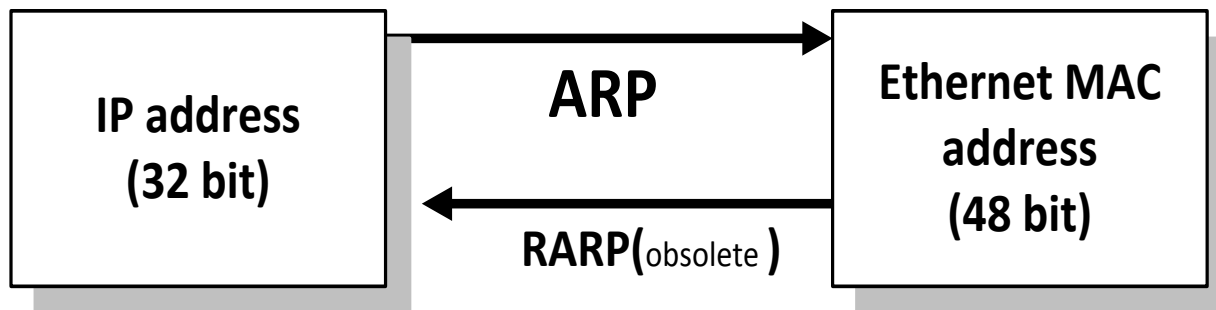 IP address
(32 bit)
ARP
RARP(obsolete )
Ethernet MAC
address
(48 bit)